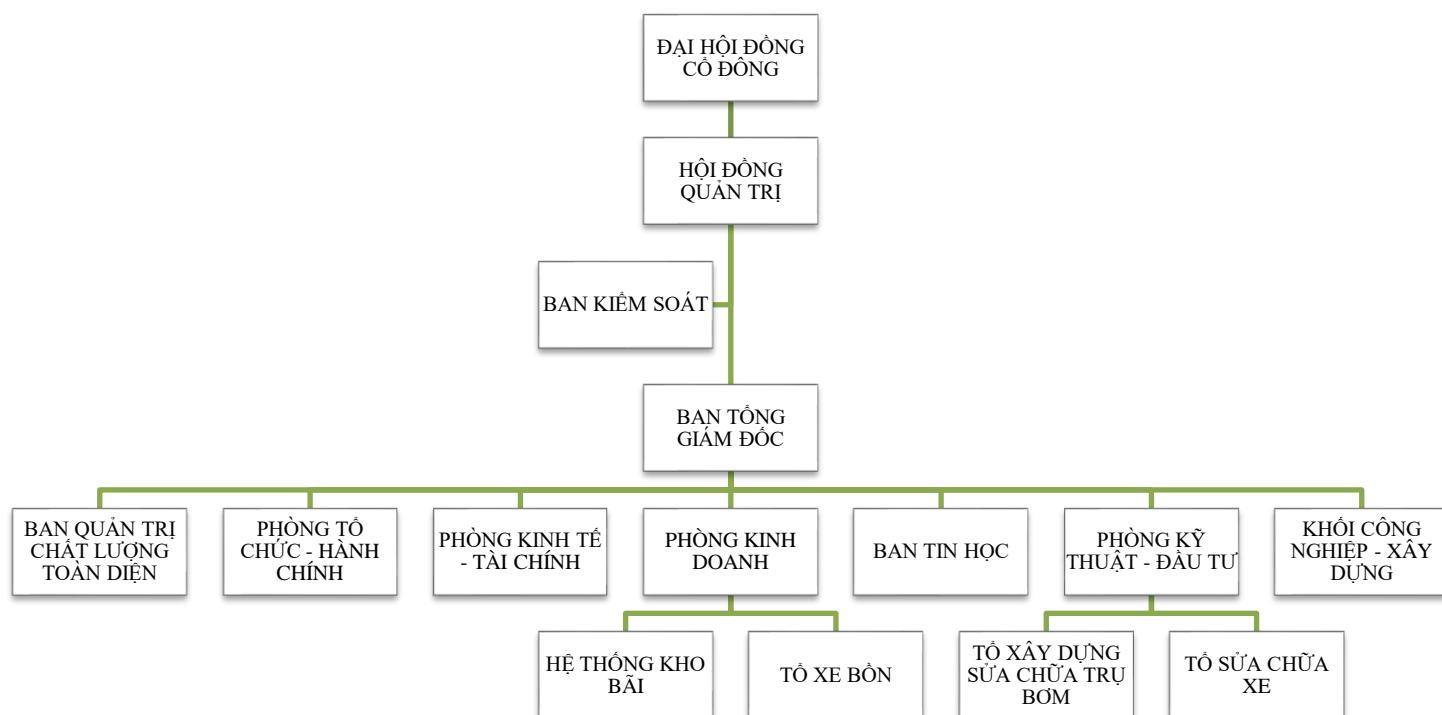 ĐẠI HỘI ĐỒNG
CỔ ĐÔNG
HỘI ĐỒNG
QUẢN TRỊ
BAN KIỂM SOÁT
BAN TỔNG
GIÁM ĐỐC
BAN QUẢN TRỊ
CHẤT LƯỢNG
TOÀN DIỆN
PHÒNG TỔ
CHỨC - HÀNH
CHÍNH
PHÒNG KINH TẾ
- TÀI CHÍNH
PHÒNG KINH
DOANH
BAN TIN HỌC
PHÒNG KỸ
THUẬT - ĐẦU TƯ
KHỐI CÔNG
NGHIỆP - XÂY
DỰNG
HỆ THỐNG KHO
BÃI
TỔ XE BỒN
TỔ XÂY DỰNG
SỬA CHỮA TRỤ
BƠM
TỔ SỬA CHỮA
XE